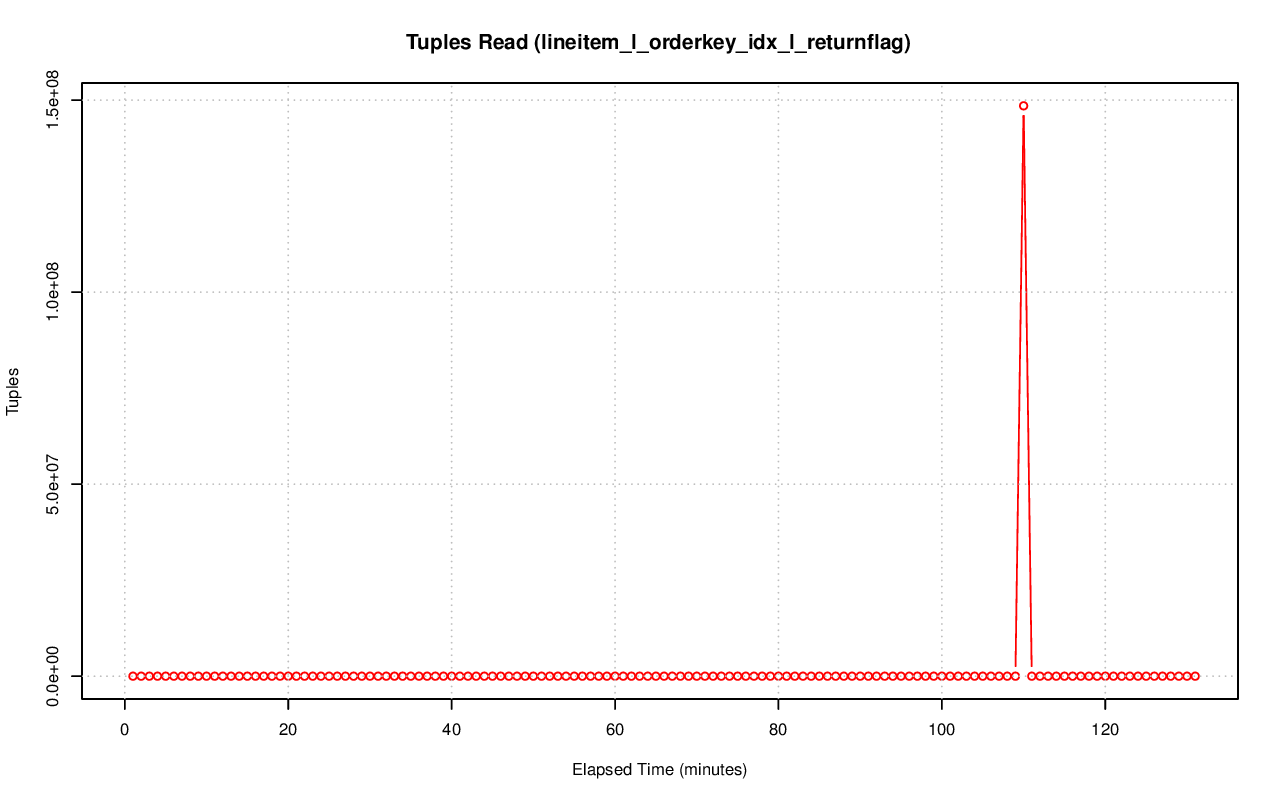 Tuples Read (lineitem_l_orderkey_idx_l_returnflag)
Tuples
1.5e+08
1.0e+08
5.0e+07
0.0e+00
0 20 40 60 80 100 120
Elapsed Time (minutes)